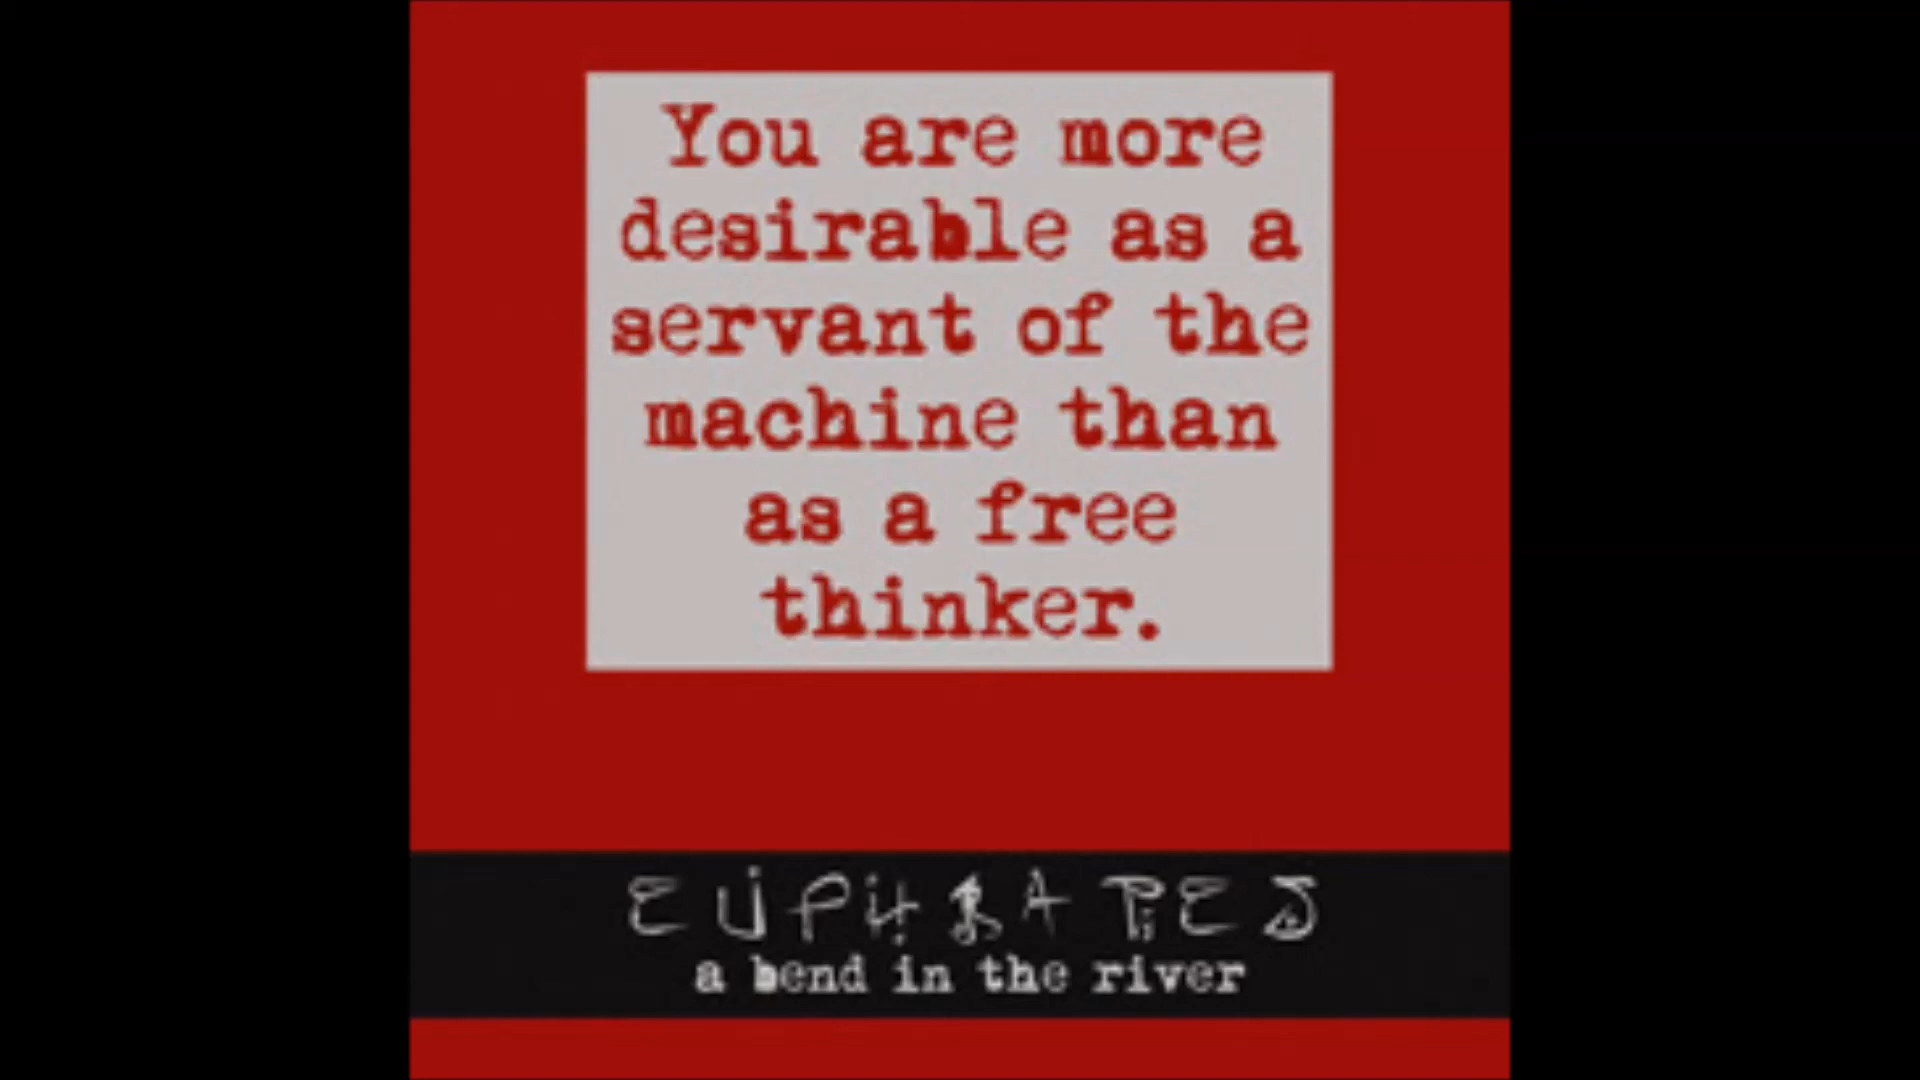 You are more
desirable as a
servant of the
machine than
as a free
thinker.
EUPHRATES
a bend in the river